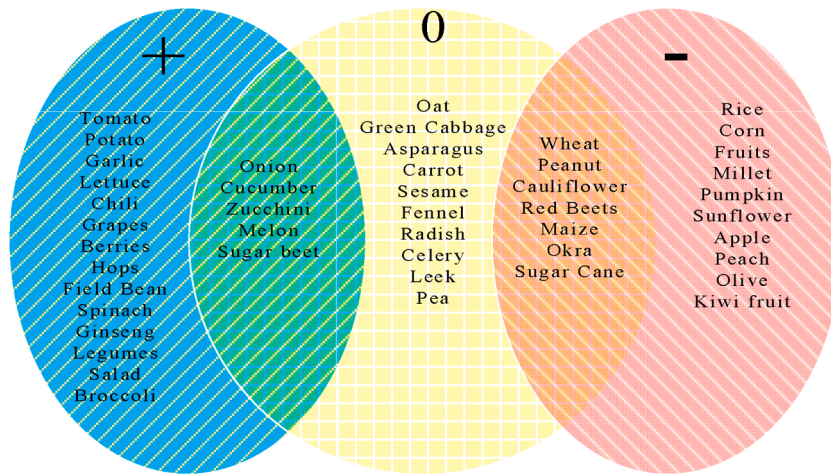 +
Tomato
Potato
Garlic
Lettuce
Chili
Grapes
Berries
Hops
Field Bean
Spinach
Ginseng
Legumes
Salad
Broccoli
Onion
Cucumber
Zucchini
Melon
Sugar beet
0
Oat
Green Cabbage
Asparagus
Carrot
Sesame
Fennel
Radish
Celery
Leek
Pea
Wheat
Peanut
Cauliflower
Red Beets
Maize
Okra
Sugar Cane
-
Rice
Corn
Fruits
Millet
Pumpkin
Sunflower
Apple
Peach
Olive
Kiwi fruit